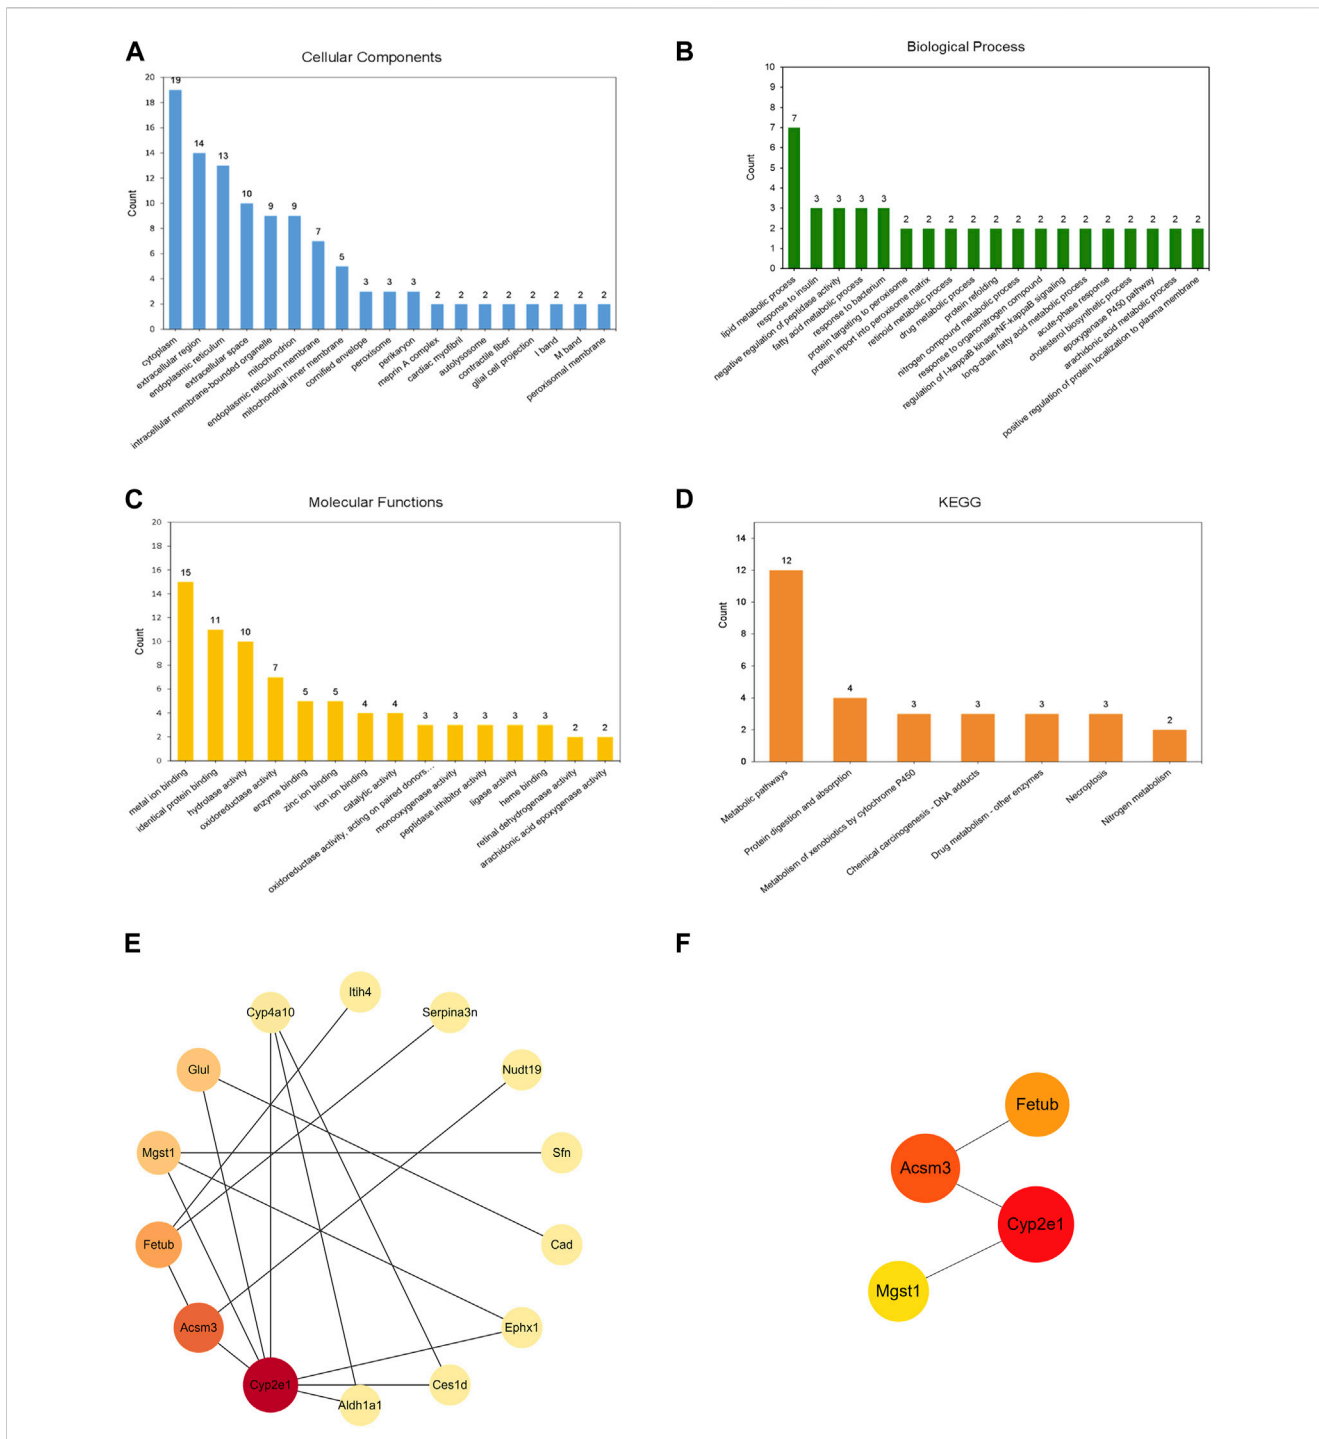 A
Cellular Components
Count
20
18
16
14
12
10
8
6
4
2
0
19
14
13
10
9
9
7
5
3
3
3
2
2
2
2
2
2
2
2
cytoplasm
extracellular region
endoplasmic reticulum
extracellular space
intracellular membrane-bounded organelle
mitochondrion
endoplasmic reticulum membrane
mitochondrial inner membrane
cornified envelope
peroxisome
perikaryon
meprin A complex
cardiac myofibril
autolysosome
contractile fiber
glial cell projection
I band
M band
peroxisomal membrane
B
Biological Process
Count
10
9
8
7
6
5
4
3
2
1
0
7
3
3
3
3
2
2
2
2
2
2
2
2
2
2
2
2
2
2
lipid metabolic process
response to insulin
negative regulation of peptidase activity
fatty acid metabolic process
response to bacterium
protein targeting to peroxisome
protein import into peroxisome matrix
retinoid metabolic process
drug metabolic process
protein refolding
nitrogen compound metabolic process
response to organonitrogen compound
regulation of I-kappaB kinase/NF-kappaB signaling
long-chain fatty acid metabolic process
acute-phase response
cholesterol biosynthetic process
epoxygenase P450 pathway
arachidonic acid metabolic process
positive regulation of protein localization to plasma membrane
C
Molecular Functions
Count
20
18
16
14
12
10
8
6
4
2
0
15
11
10
7
5
5
4
4
3
3
3
3
3
2
2
metal ion binding
identical protein binding
hydrolase activity
oxidoreductase activity
enzyme binding
zinc ion binding
iron ion binding
catalytic activity
oxidoreductase activity, acting on paired donors...
monooxygenase activity
peptidase inhibitor activity
ligase activity
heme binding
retinal dehydrogenase activity
arachidonic acid epoxygenase activity
D
KEGG
Count
14
12
10
8
6
4
2
0
12
4
3
3
3
3
2
Metabolic pathways
Protein digestion and absorption
Metabolism of xenobiotics by cytochrome P450
Chemical carcinogenesis - DNA adducts
Drug metabolism - other enzymes
Necroptosis
Nitrogen metabolism
E
Itih4
Cyp4a10
Serpina3n
Glul
Nudt19
Mgst1
Sfn
Fetub
Cad
Acsm3
Ephx1
Cyp2e1
Ces1d
Aldh1a1
F
Fetub
Acsm3
Cyp2e1
Mgst1